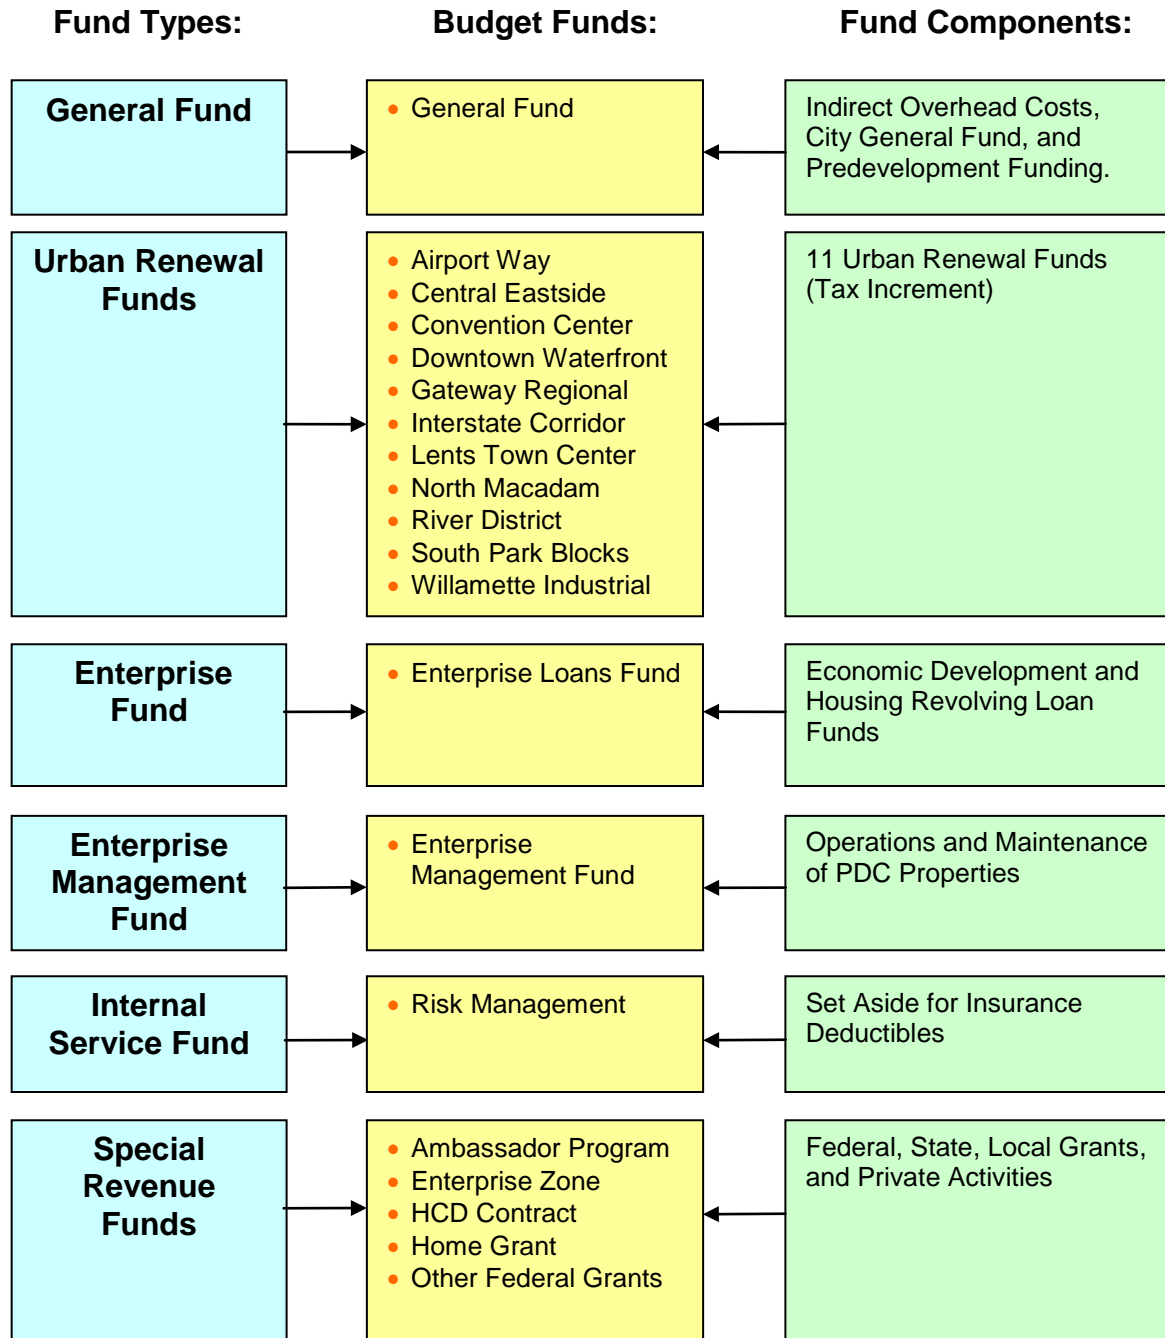 Fund Types:
Budget Funds:
Fund Components:
General Fund
• General Fund
Indirect Overhead Costs,
City General Fund, and
Predevelopment Funding.
Urban Renewal
Funds
• Airport Way
• Central Eastside
• Convention Center
• Downtown Waterfront
• Gateway Regional
• Interstate Corridor
• Lents Town Center
• North Macadam
• River District
• South Park Blocks
• Willamette Industrial
11 Urban Renewal Funds
(Tax Increment)
Enterprise
Fund
• Enterprise Loans Fund
Economic Development and
Housing Revolving Loan
Funds
Enterprise
Management
Fund
• Enterprise
Management Fund
Operations and Maintenance
of PDC Properties
Internal
Service Fund
• Risk Management
Set Aside for Insurance
Deductibles
Special
Revenue
Funds
• Ambassador Program
• Enterprise Zone
• HCD Contract
• Home Grant
• Other Federal Grants
Federal, State, Local Grants,
and Private Activities